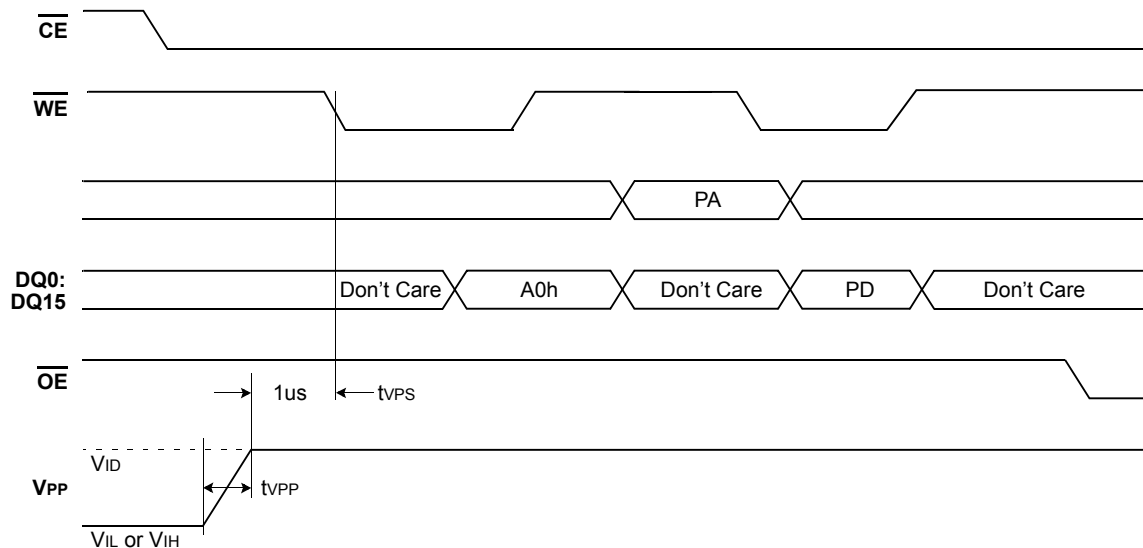 CE
WE
PA
DQ0:
DQ15
Don't Care
A0h
Don't Care
PD
Don't Care
OE
1us
tVPS
VID
VPP
tVPP
VIL or VIH